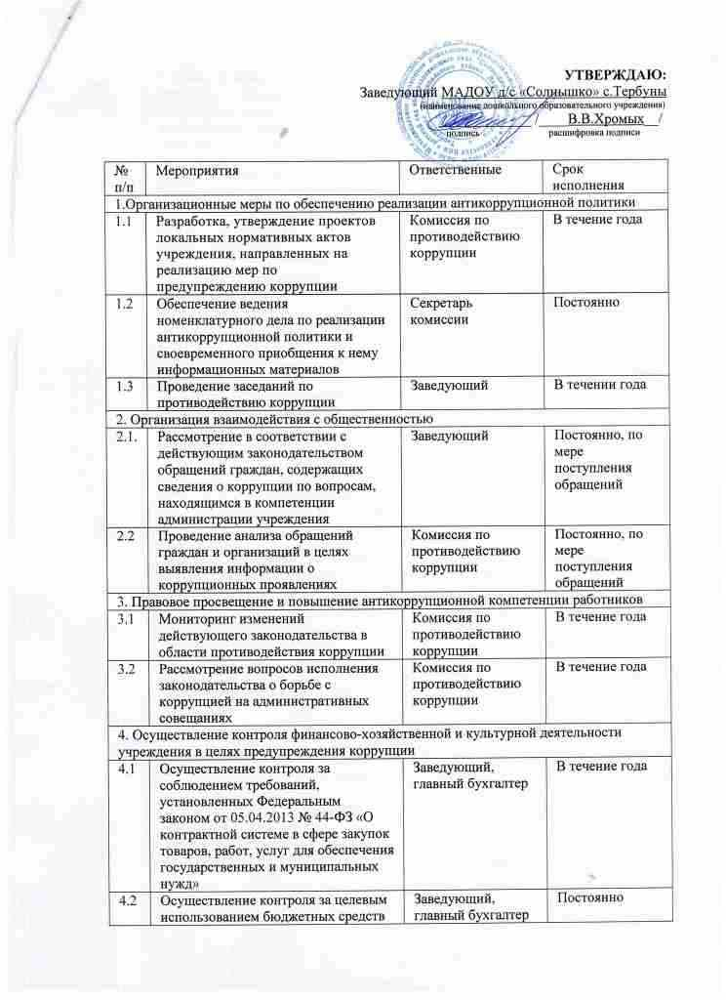 УТВЕРЖДАЮ:
Заведующий МАДОУ д/с «Солнышко» с.Тербуны
(наименование дошкольного образовательного учреждения)
/ В.В.Хромых /
подпись расшифровка подписи
№ п/п Мероприятия Ответственные Срок исполнения
1.Организационные меры по обеспечению реализации антикоррупционной политики
1.1 Разработка, утверждение проектов Комиссия по В течение года
локальных нормативных актов противодействию
учреждения, направленных на коррупции
реализацию мер по
предупреждению коррупции
1.2 Обеспечение ведения Секретарь Постоянно
номенклатурного дела по реализации комиссии
антикоррупционной политики и
своевременного приобщения к нему
информационных материалов
1.3 Проведение заседаний по Заведующий В течении года
противодействию коррупции
2. Организация взаимодействия с общественностью
2.1. Рассмотрение в соответствии с Заведующий Постоянно, по
действующим законодательством мере
обращений граждан, содержащих поступления
сведения о коррупции по вопросам, обращений
находящимся в компетенции
администрации учреждения
2.2 Проведение анализа обращений Комиссия по Постоянно, по
граждан и организаций в целях противодействию мере
выявления информации о коррупции поступления
коррупционных проявлениях обращений
3. Правовое просвещение и повышение антикоррупционной компетенции работников
3.1 Мониторинг изменений Комиссия по В течение года
действующего законодательства в противодействию
области противодействия коррупции коррупции
3.2 Рассмотрение вопросов исполнения Комиссия по В течение года
законодательства о борьбе с противодействию
коррупцией на административных коррупции
совещаниях
4. Осуществление контроля финансово-хозяйственной и культурной деятельности
учреждения в целях предупреждения коррупции
4.1 Осуществление контроля за Заведующий, В течение года
соблюдением требований, главный бухгалтер
установленных Федеральным
законом от 05.04.2013 № 44-ФЗ «О
контрактной системе в сфере закупок
товаров, работ, услуг для обеспечения
государственных и муниципальных
нужд»
4.2 Осуществление контроля за целевым Заведующий, Постоянно
использованием бюджетных средств главный бухгалтер